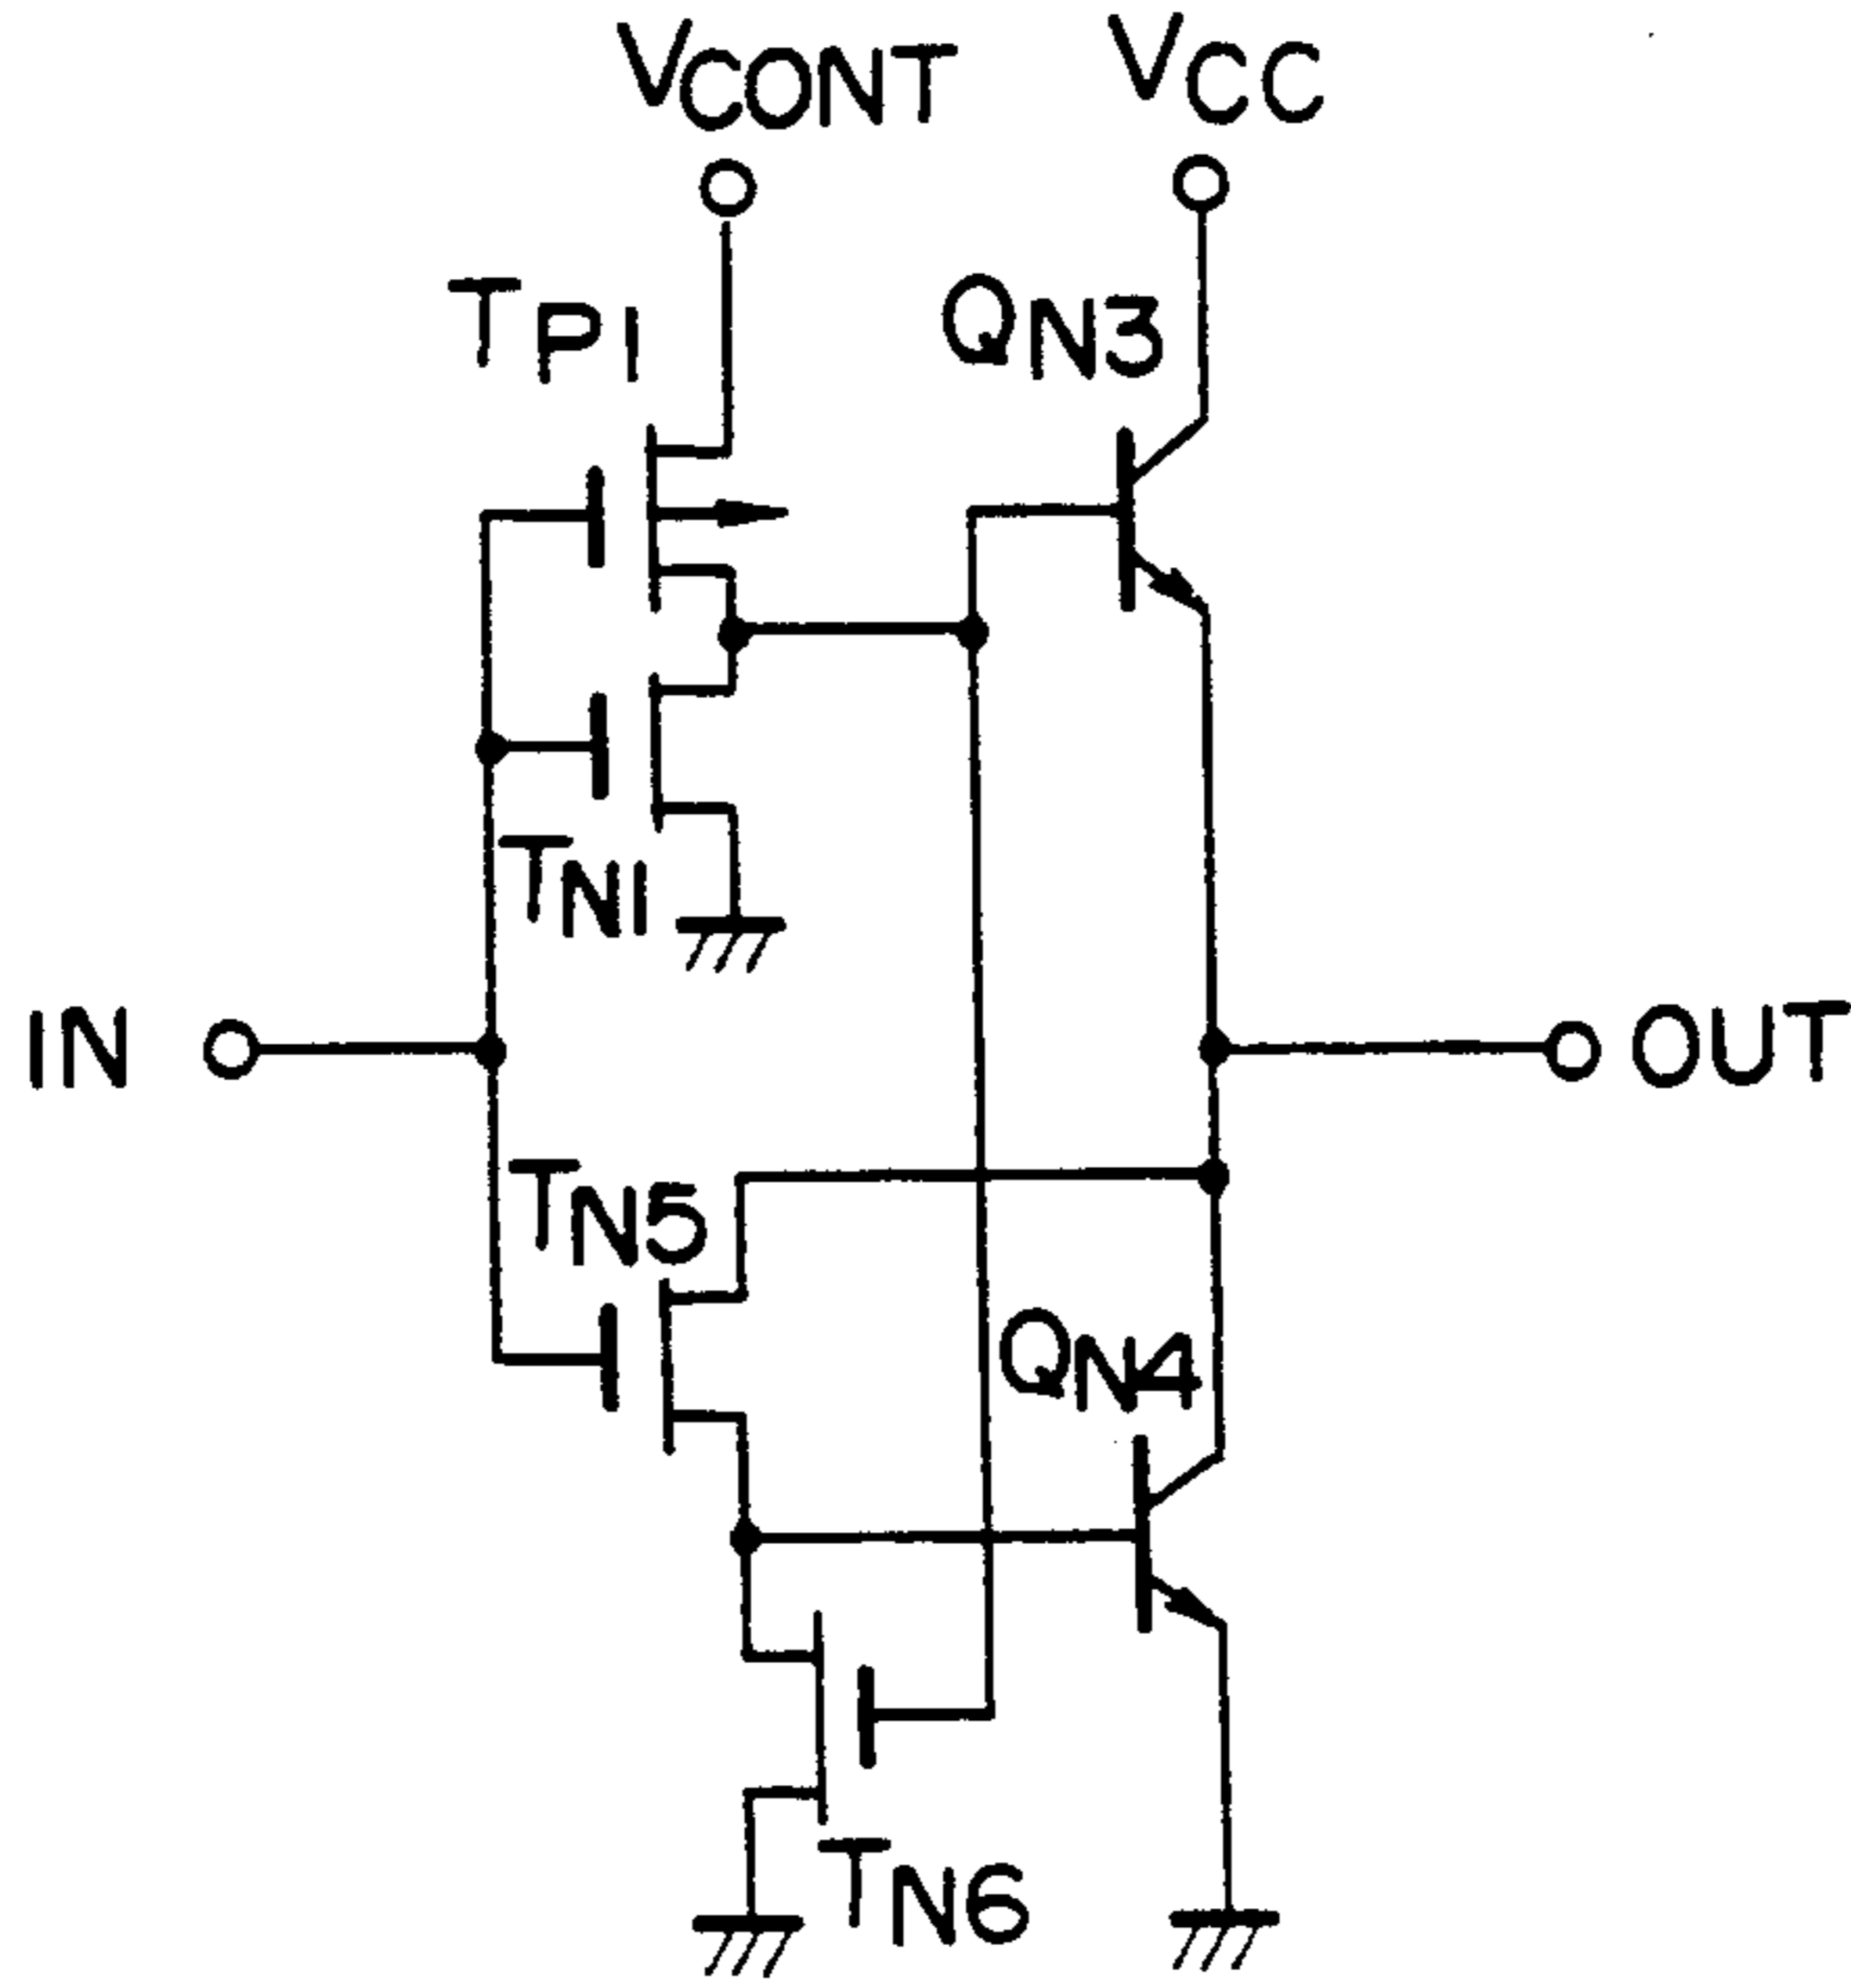 VCONT
VCC
TP1
QN3
TN1
IN
OUT
TN5
QN4
TN6